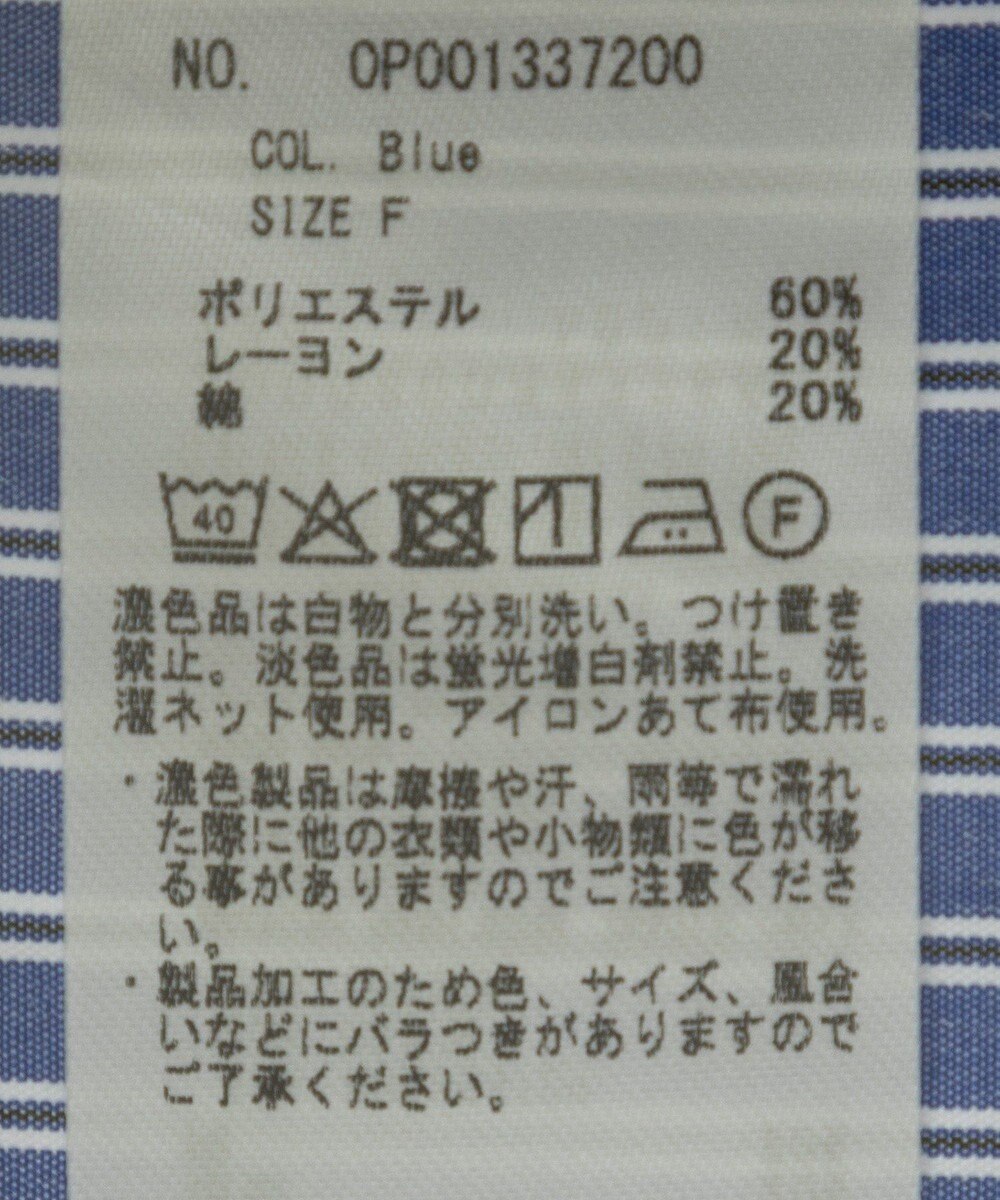 NO. OP001337200
COL. Blue
SIZE F
ポリエステル 60%
レーヨン 20%
綿 20%
40 F
濃色品は白物と分別洗い。つけ置き
禁止。淡色品は蛍光増白剤禁止。洗
濯ネット使用。アイロンあて布使用。
・濃色製品は摩擦や汗、雨等で濡れ
た際に他の衣類や小物類に色が移
る事がありますのでご注意くださ
い。
・製品加工のため色、サイズ、風合
いなどにバラつきがありますので
ご了承ください。